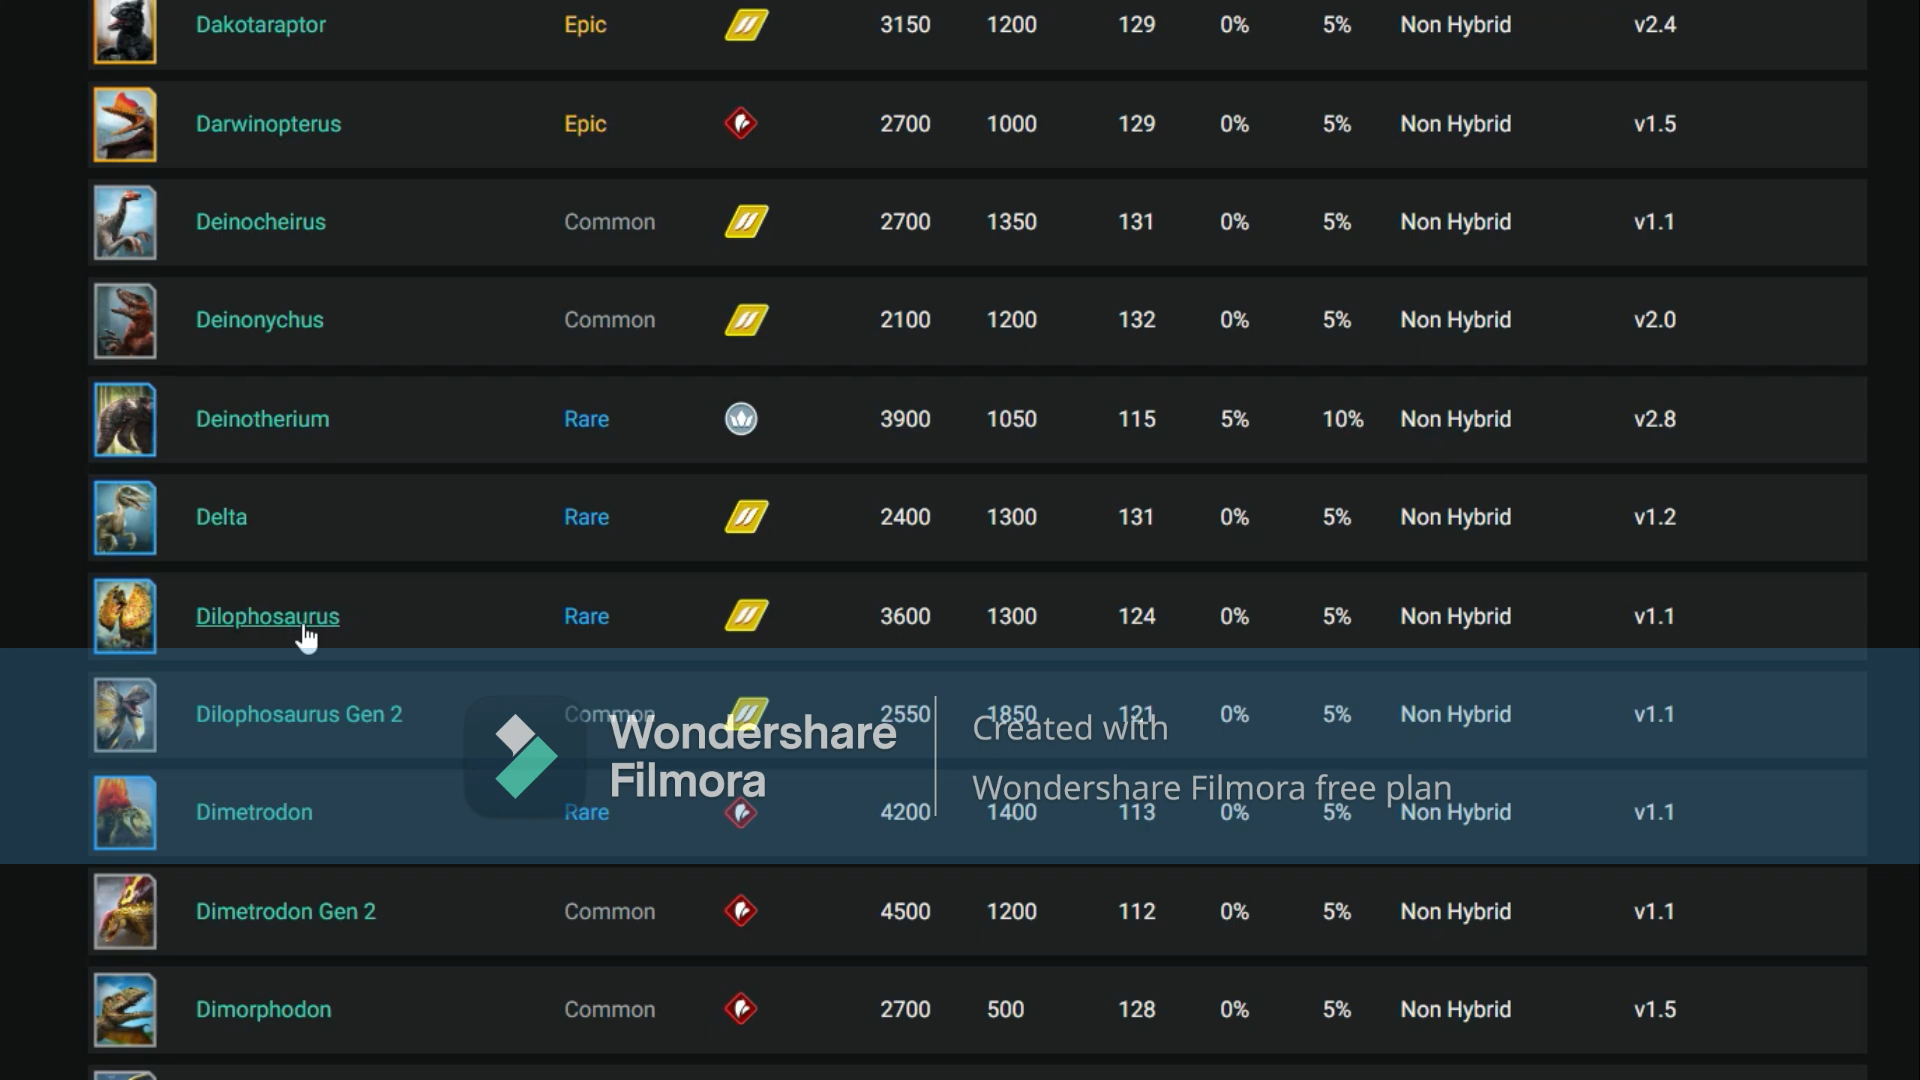 Dakotaraptor Epic 3150 1200 129 0% 5% Non Hybrid v2.4
Darwinopterus Epic 2700 1000 129 0% 5% Non Hybrid v1.5
Deinocheirus Common 2700 1350 131 0% 5% Non Hybrid v1.1
Deinonychus Common 2100 1200 132 0% 5% Non Hybrid v2.0
Deinotherium Rare 3900 1050 115 5% 10% Non Hybrid v2.8
Delta Rare 2400 1300 131 0% 5% Non Hybrid v1.2
Dilophosaurus Rare 3600 1300 124 0% 5% Non Hybrid v1.1
Dilophosaurus Gen 2 Common 2550 1850 121 0% 5% Non Hybrid v1.1
Wondershare
Filmora
Created with
Wondershare Filmora free plan
Dimetrodon Rare 4200 1400 113 0% 5% Non Hybrid v1.1
Dimetrodon Gen 2 Common 4500 1200 112 0% 5% Non Hybrid v1.1
Dimorphodon Common 2700 500 128 0% 5% Non Hybrid v1.5